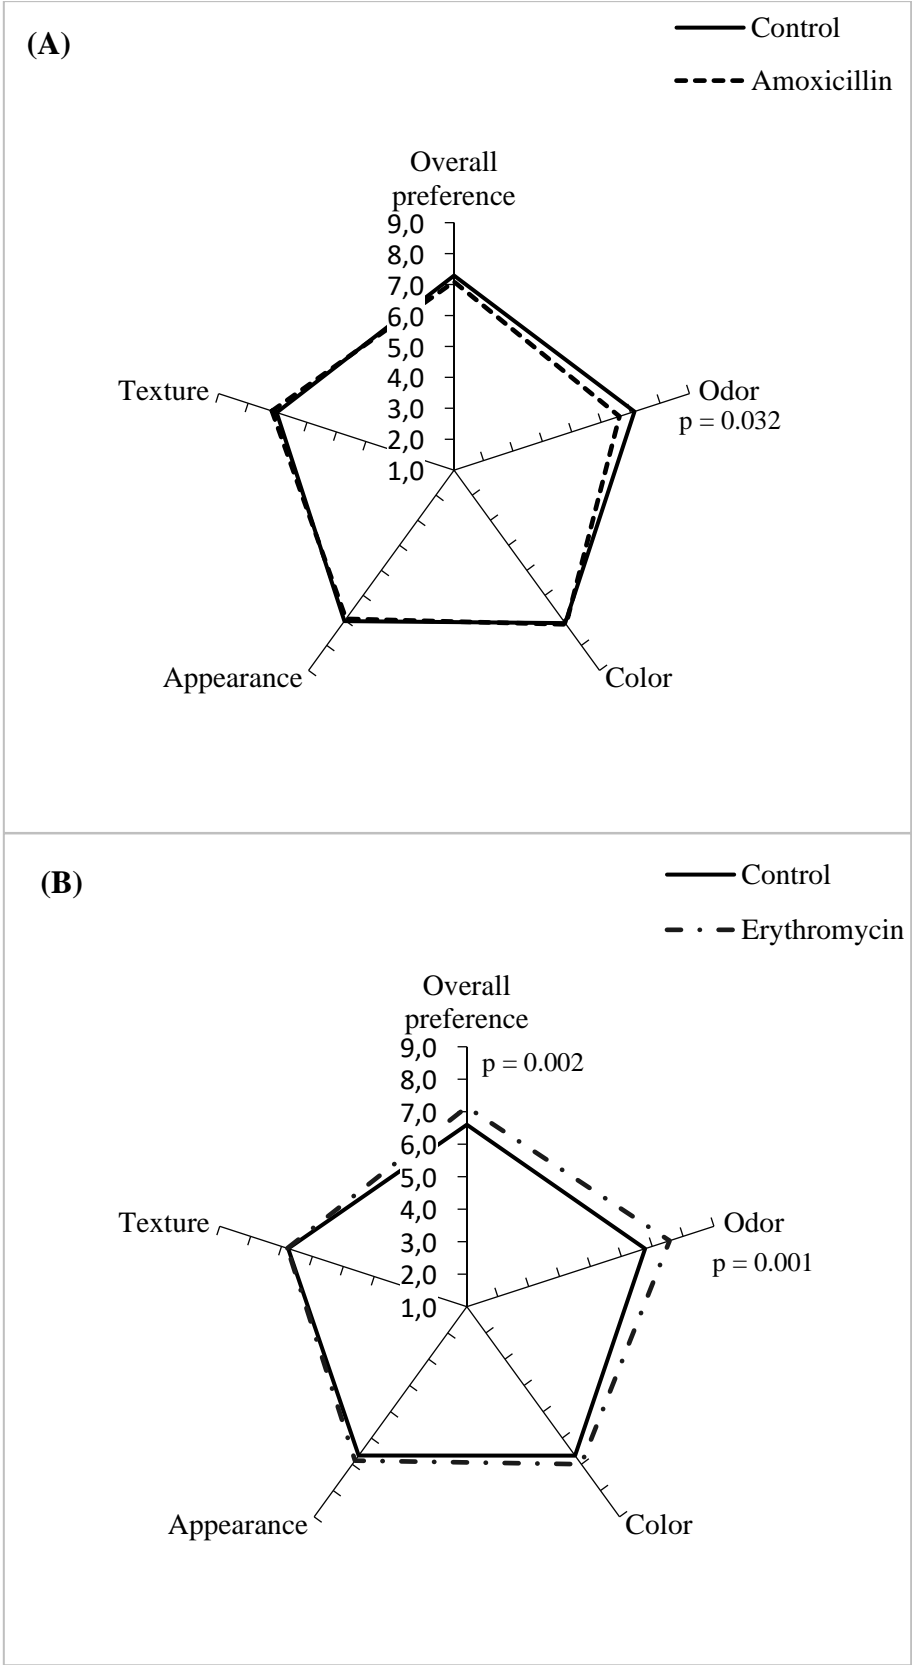 (A)
Control
Amoxicillin
Overall
preference
9,0
8,0
7,0
6,0
5,0
4,0
3,0
2,0
1,0
Texture
Odor
p = 0.032
Appearance
Color
(B)
Control
Erythromycin
Overall
preference
9,0
p = 0.002
8,0
7,0
6,0
5,0
4,0
3,0
2,0
1,0
Texture
Odor
p = 0.001
Appearance
Color